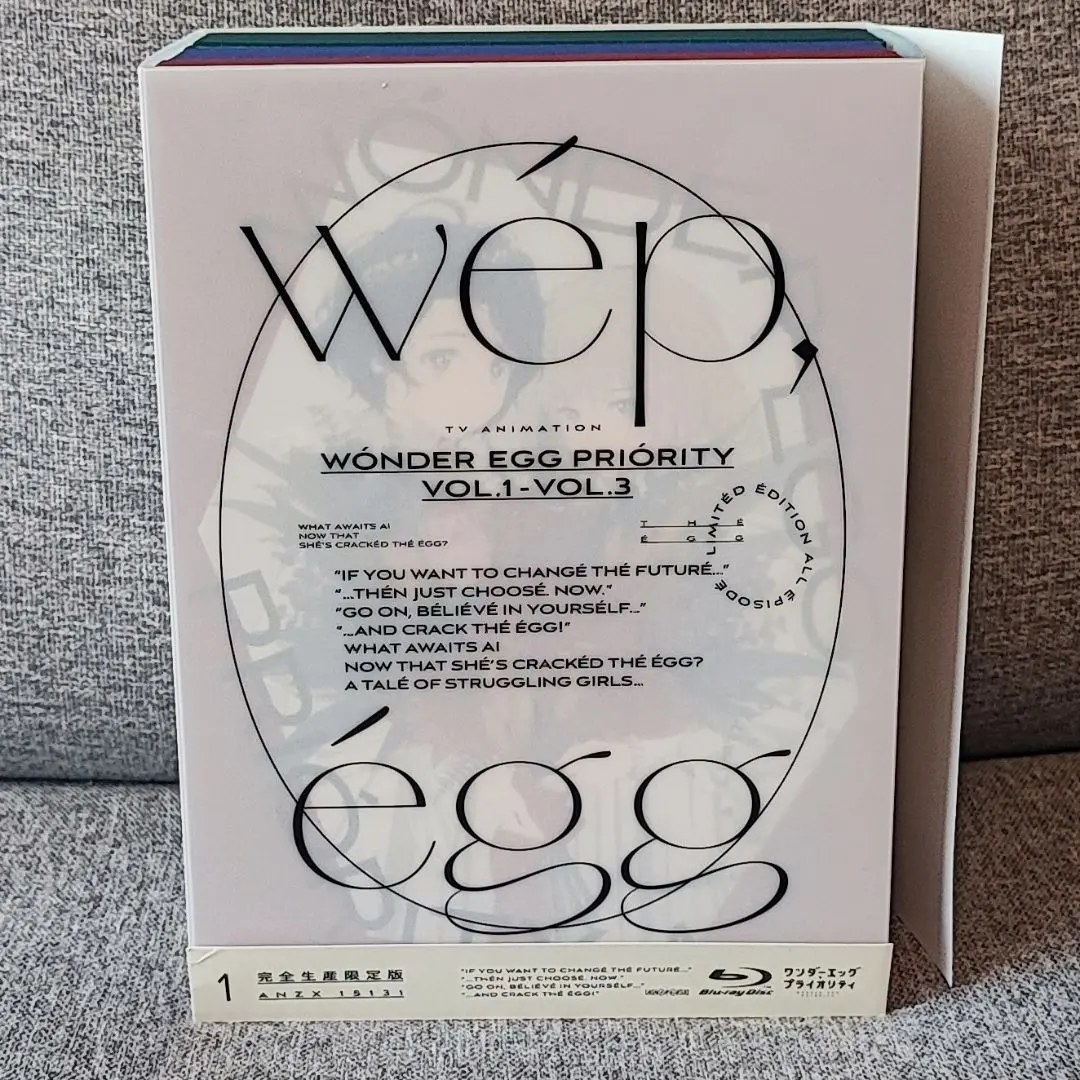 wép,
TV ANIMATION
WÓNDER EGG PRIÓRITY
VOL.1-VOL.3
WHAT AWAITS AI
NOW THAT
SHÉ'S CRACKÉD THÉ ÉGG?
THÉ
ÉGG
LIMITÉD ÉDITION ALL ÉPISODÉ
"IF YOU WANT TO CHANGÉ THÉ FUTURÉ..."
"...THÉN JUST CHOOSÉ. NOW."
"GO ON, BÉLIÉVÉ IN YOURSÉLF..."
"...AND CRACK THÉ ÉGG!"
WHAT AWAITS AI
NOW THAT SHÉ'S CRACKÉD THÉ ÉGG?
A TALÉ OF STRUGGLING GIRLS...
égg
1
完全生産限定版
ANZX 15131
"IF YOU WANT TO CHANGÉ THÉ FUTURÉ..."
"...THÉN JUST CHOOSÉ. NOW."
"GO ON, BÉLIÉVÉ IN YOURSÉLF..."
"...AND CRACK THÉ ÉGG!"
Blu-ray Disc
ワンダーエッグ
プライオリティ